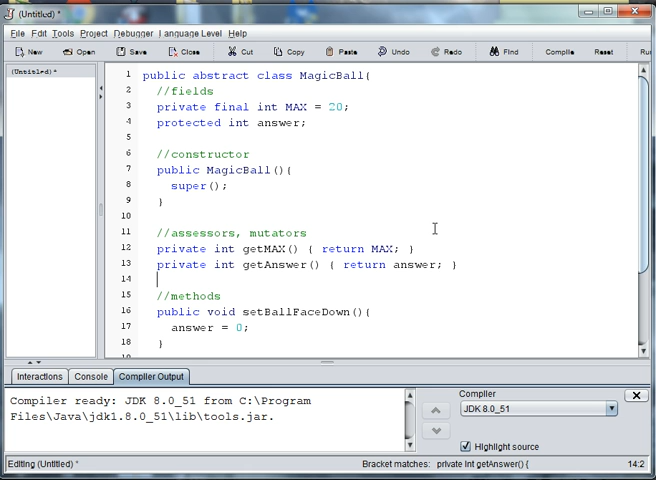 (Untitled) *
File Edit Tools Project Debugger Language Level Help
New Open Save Close Cut Copy Paste Undo Redo Find Compile Reset Ru
(Untitled) *
1 public abstract class MagicBall{
2 //fields
3 private final int MAX = 20;
4 protected int answer;
5
6 //constructor
7 public MagicBall(){
8 super();
9 }
10
11 //assessors, mutators
12 private int getMAX() { return MAX; }
13 private int getAnswer() { return answer; }
14
15 //methods
16 public void setBallFaceDown(){
17 answer = 0;
18 }
Interactions Console Compiler Output
Compiler ready: JDK 8.0_51 from C:\Program
Files\Java\jdk1.8.0_51\lib\tools.jar.
Compiler
JDK 8.0_51
Highlight source
Editing (Untitled) * Bracket matches: private int getAnswer() { 14:2